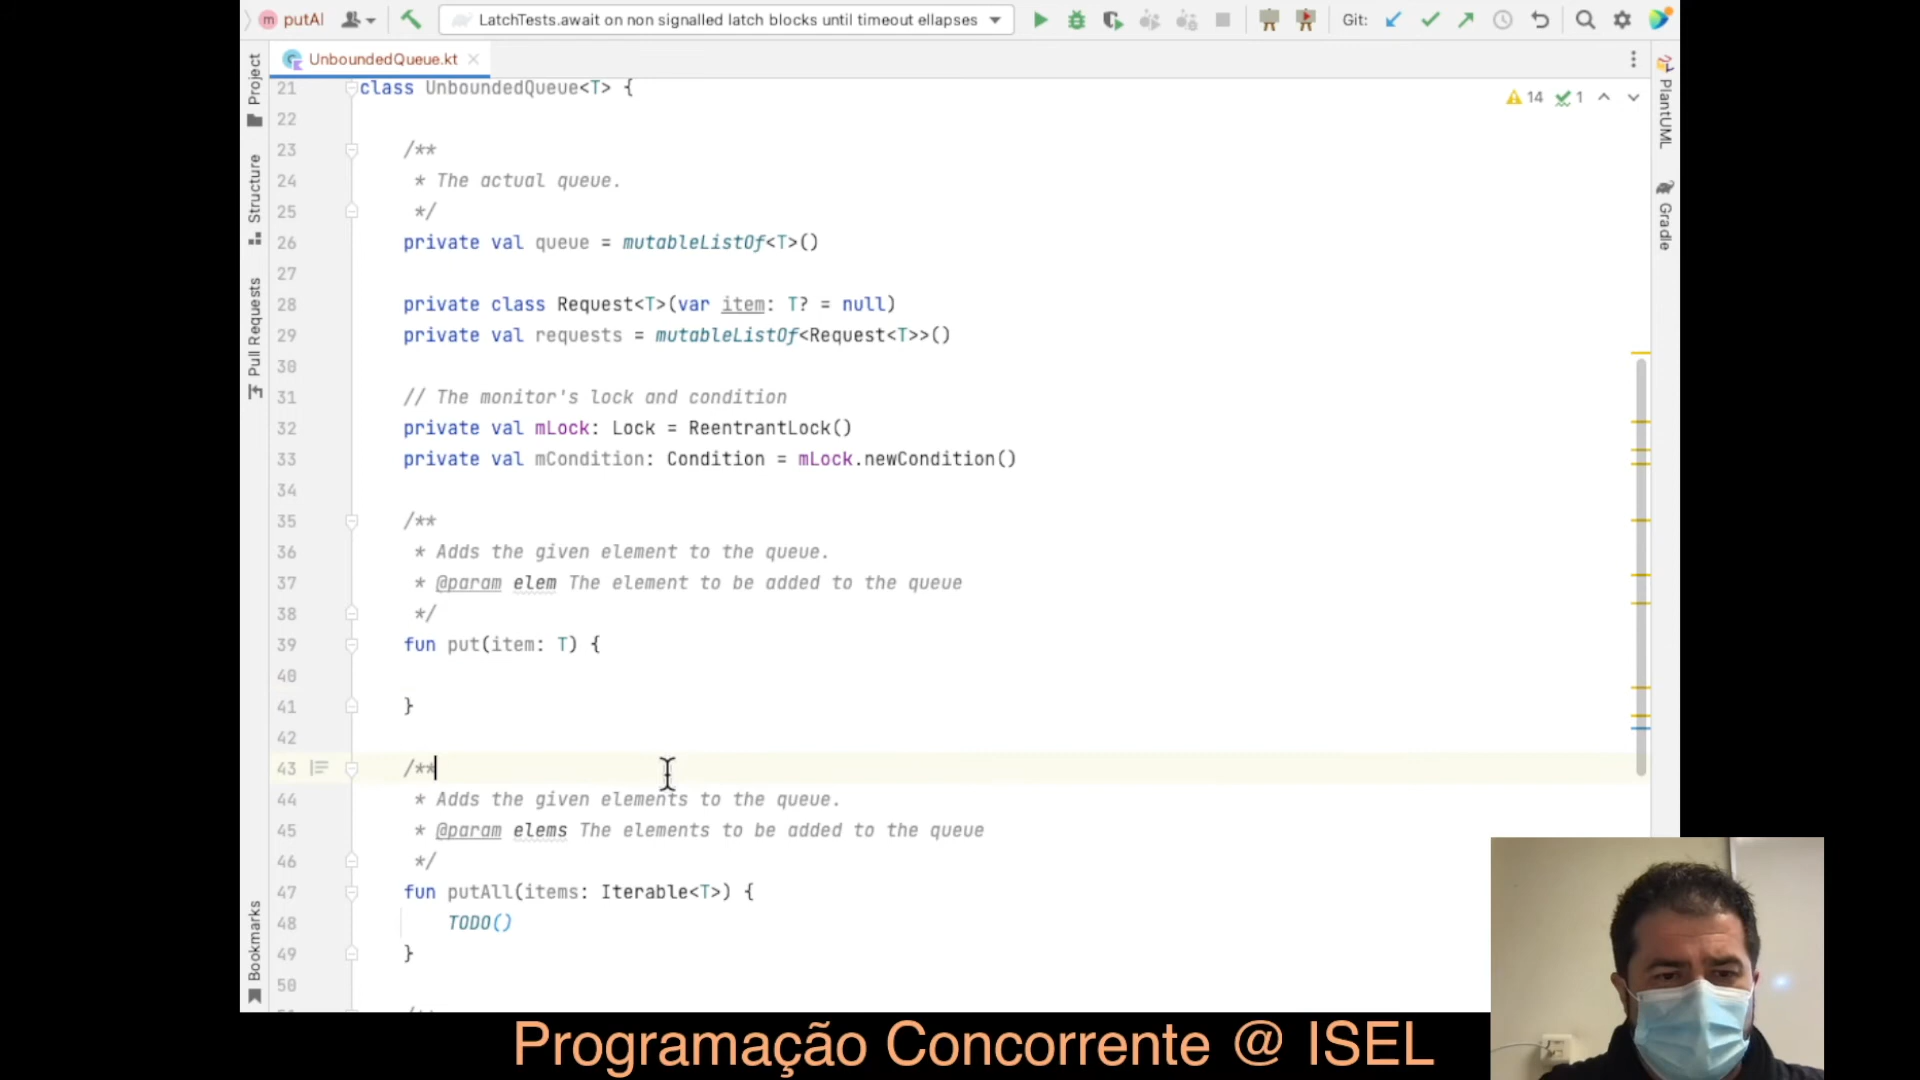 putAl
LatchTests.await on non signalled latch blocks until timeout ellapses
Git:
Project
Structure
Pull Requests
Bookmarks
PlantUML
Gradle
UnboundedQueue.kt
14 1
21 class UnboundedQueue<T> {
22
23 /**
24 * The actual queue.
25 */
26 private val queue = mutableListOf<T>()
27
28 private class Request<T>(var item: T? = null)
29 private val requests = mutableListOf<Request<T>>()
30
31 // The monitor's lock and condition
32 private val mLock: Lock = ReentrantLock()
33 private val mCondition: Condition = mLock.newCondition()
34
35 /**
36 * Adds the given element to the queue.
37 * @param elem The element to be added to the queue
38 */
39 fun put(item: T) {
40
41 }
42
43 /**
44 * Adds the given elements to the queue.
45 * @param elems The elements to be added to the queue
46 */
47 fun putAll(items: Iterable<T>) {
48 TODO()
49 }
50
Programação Concorrente @ ISEL